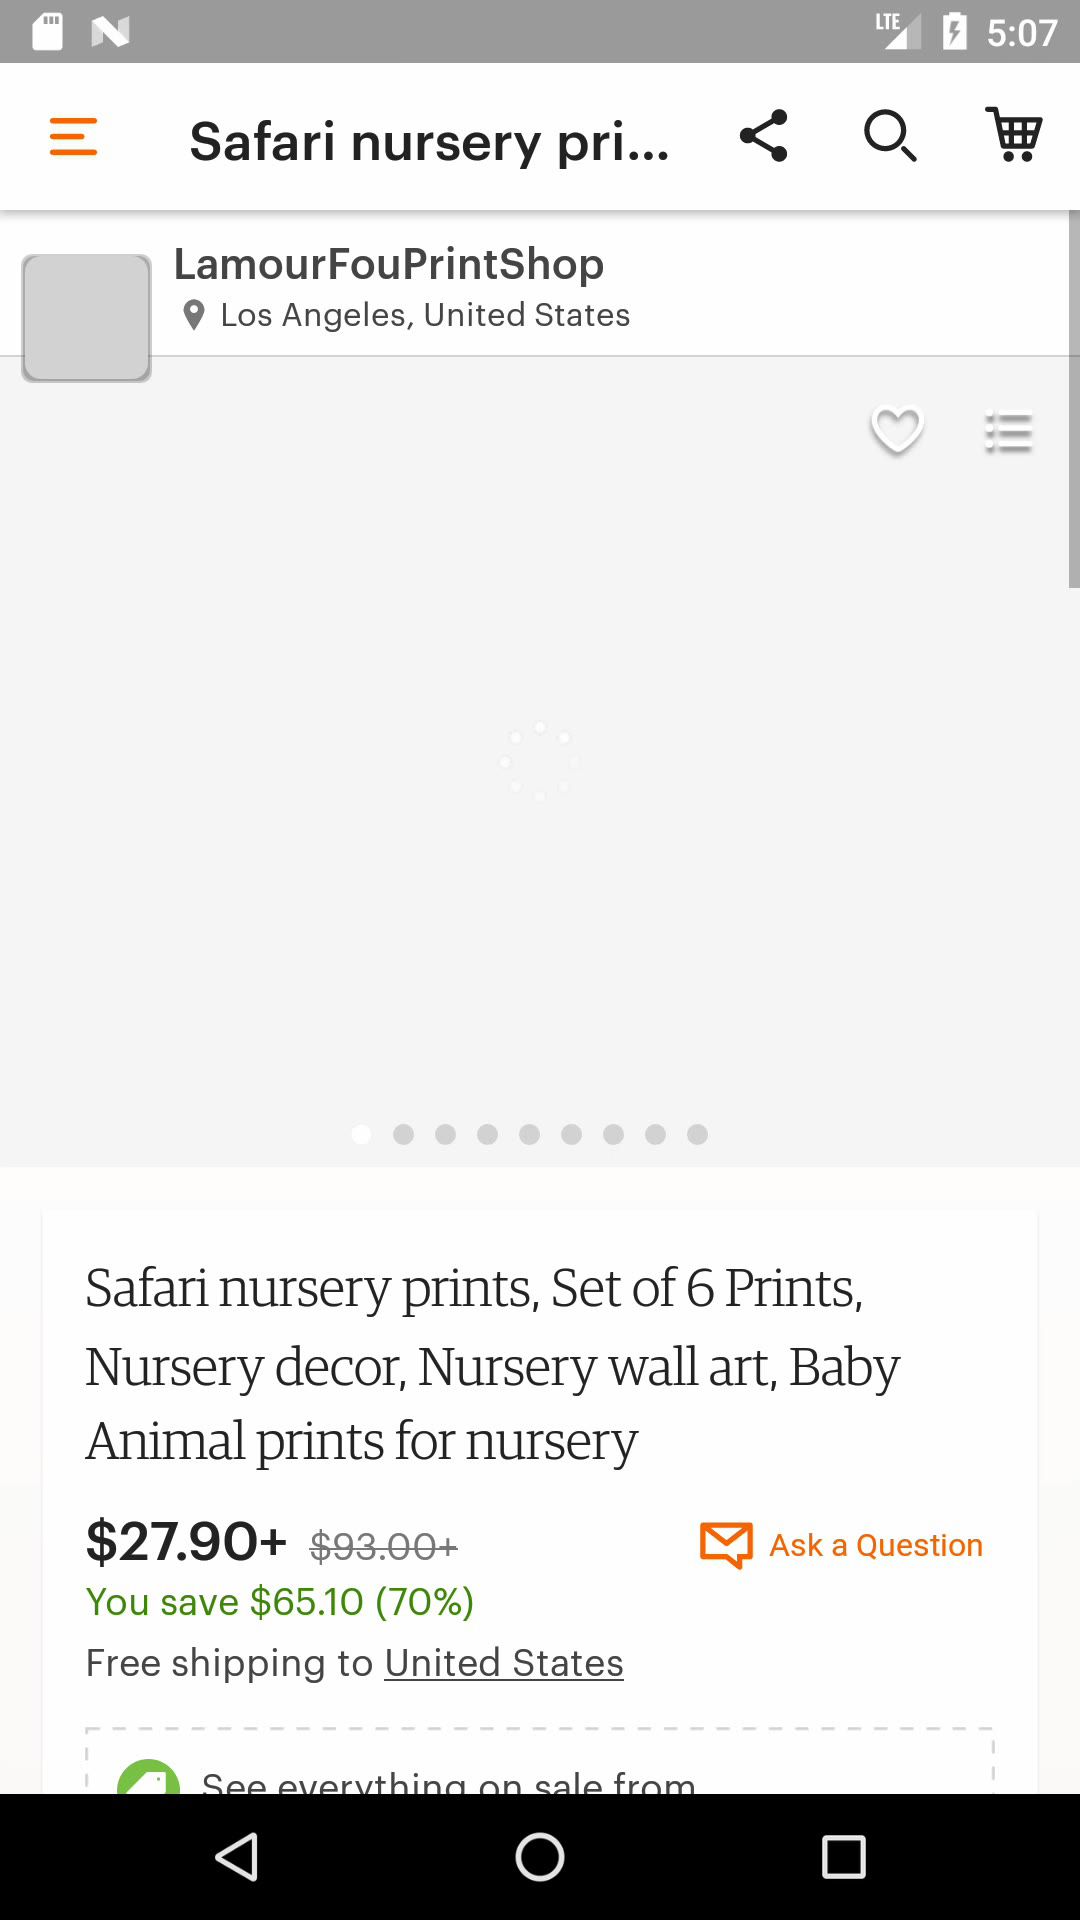 LTE 5:07
Safari nursery pri...
LamourFouPrintShop
Los Angeles, United States
Safari nursery prints, Set of 6 Prints,
Nursery decor, Nursery wall art, Baby
Animal prints for nursery
$27.90+ $93.00+
Ask a Question
You save $65.10 (70%)
Free shipping to United States
See everything on sale from